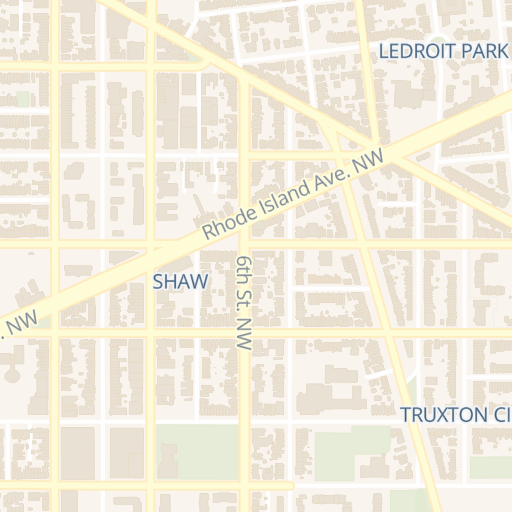 LEDROIT PARK
Rhode Island Ave. NW
SHAW
6th St. NW
. NW
TRUXTON CI